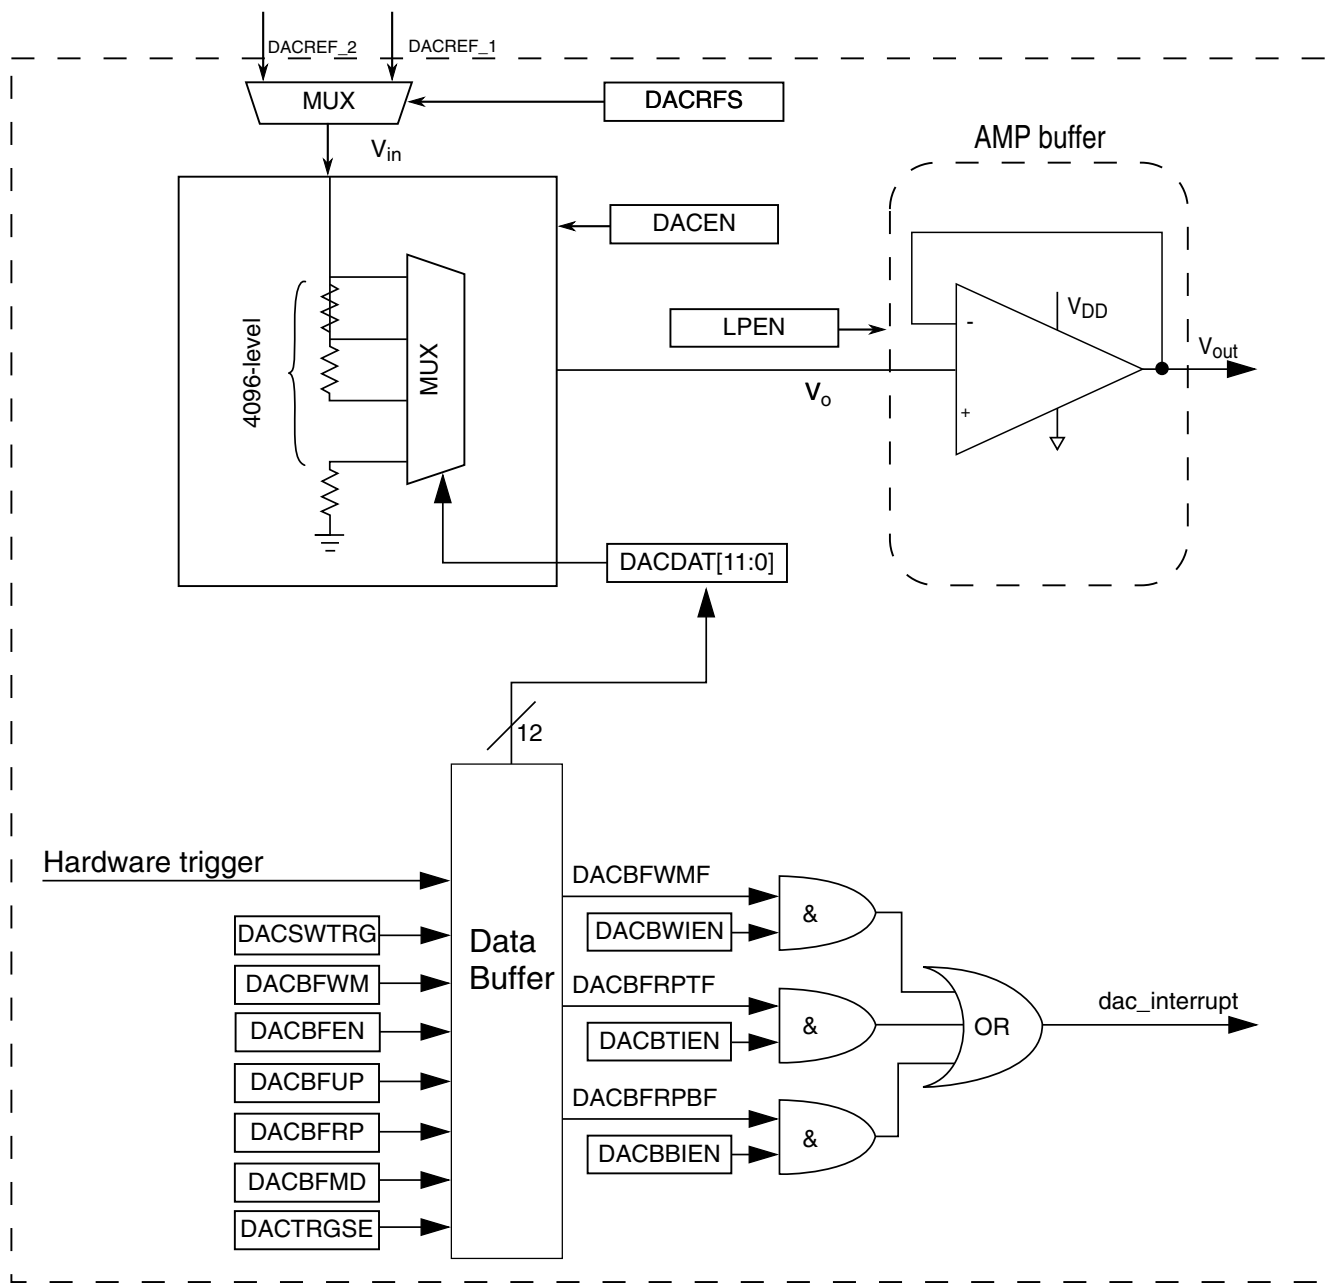 DACREF_2
DACREF_1
MUX
DACRFS
Vin
AMP buffer
DACEN
LPEN
VDD
-
+
4096-level
MUX
Vo
Vout
DACDAT[11:0]
12
Hardware trigger
DACSWTRG
DACBFWM
DACBFEN
DACBFUP
DACBFRP
DACBFMD
DACTRGSE
Data
Buffer
DACBFWMF
DACBWIEN
&
DACBFRPTF
DACBTIEN
&
DACBFRPBF
DACBBIEN
&
OR
dac_interrupt